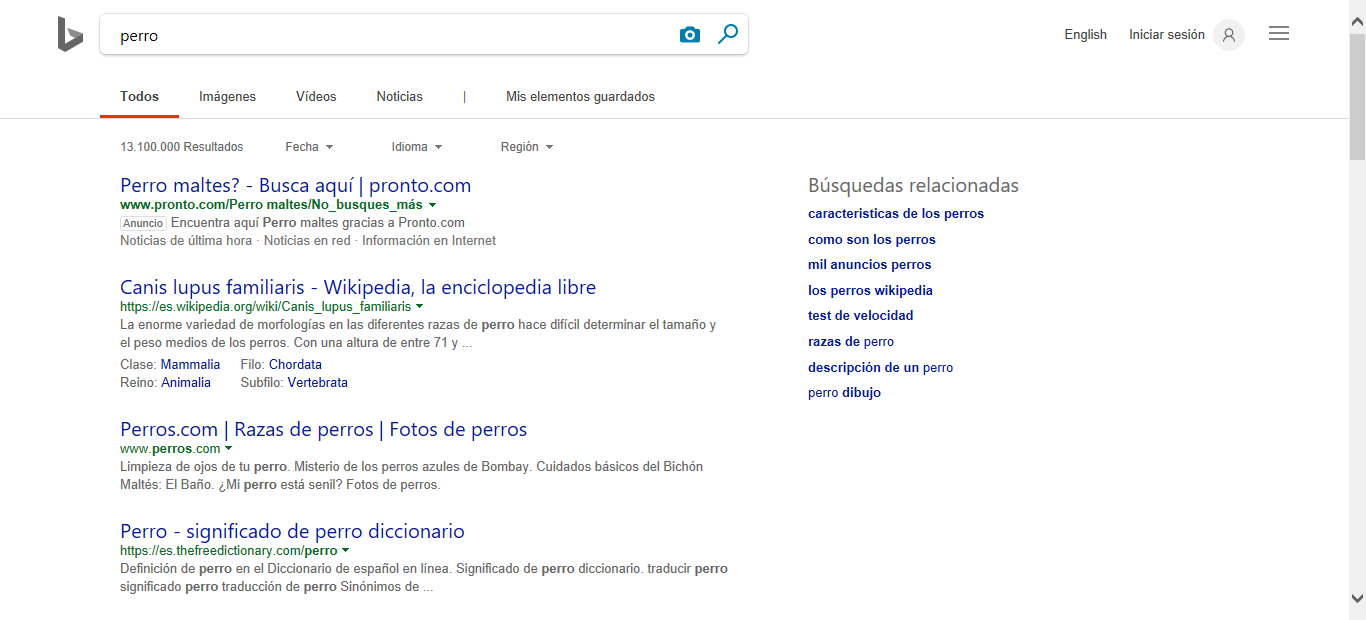 perro
English Iniciar sesión
Todos Imágenes Vídeos Noticias | Mis elementos guardados
13.100.000 Resultados Fecha Idioma Región
Perro maltes? - Busca aquí | pronto.com
www.pronto.com/Perro maltes/No_busques_más
Anuncio Encuentra aquí Perro maltes gracias a Pronto.com
Noticias de última hora · Noticias en red · Información en Internet
Canis lupus familiaris - Wikipedia, la enciclopedia libre
https://es.wikipedia.org/wiki/Canis_lupus_familiaris
La enorme variedad de morfologías en las diferentes razas de perro hace difícil determinar el tamaño y
el peso medios de los perros. Con una altura de entre 71 y ...
Clase: Mammalia Filo: Chordata
Reino: Animalia Subfilo: Vertebrata
Perros.com | Razas de perros | Fotos de perros
www.perros.com
Limpieza de ojos de tu perro. Misterio de los perros azules de Bombay. Cuidados básicos del Bichón
Maltés: El Baño. ¿Mi perro está senil? Fotos de perros.
Perro - significado de perro diccionario
https://es.thefreedictionary.com/perro
Definición de perro en el Diccionario de español en línea. Significado de perro diccionario. traducir perro
significado perro traducción de perro Sinónimos de ...
Búsquedas relacionadas
caracteristicas de los perros
como son los perros
mil anuncios perros
los perros wikipedia
test de velocidad
razas de perro
descripción de un perro
perro dibujo